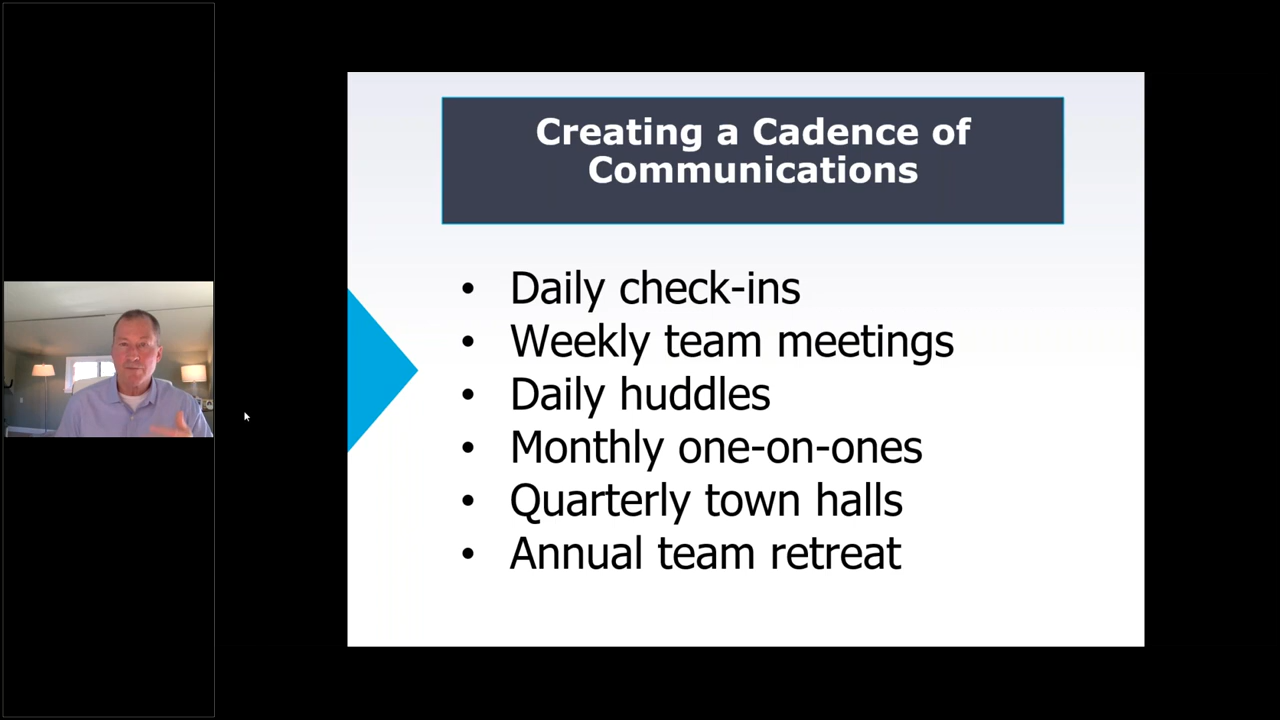 Creating a Cadence of
Communications
• Daily check-ins
• Weekly team meetings
• Daily huddles
• Monthly one-on-ones
• Quarterly town halls
• Annual team retreat